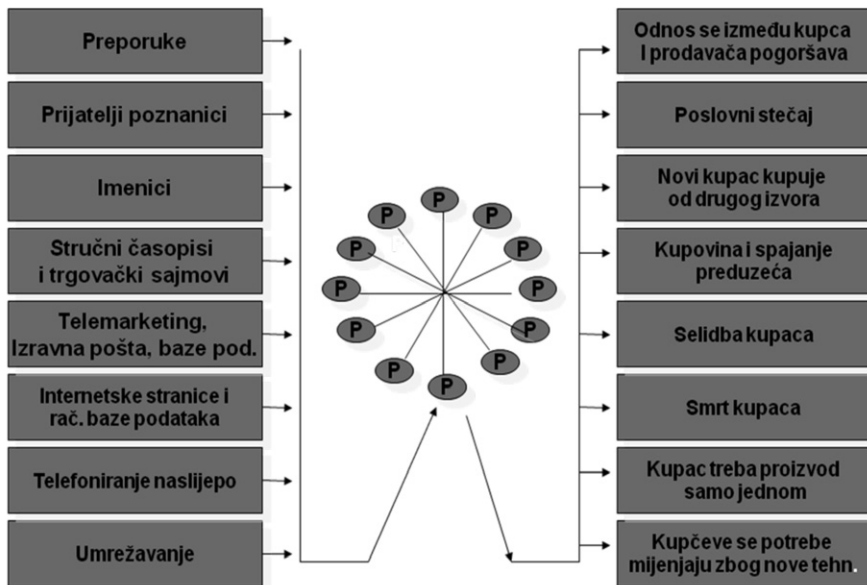 Preporuke
Prijatelji poznanici
Imenici
Stručni časopisi
i trgovački sajmovi
Telemarketing,
Izravna pošta, baze pod.
Internetske stranice i
rač. baze podataka
Telefoniranje naslijepo
Umrežavanje
P
P
P
P
P
P
P
P
P
P
P
P
Odnos se između kupca
I prodavača pogoršava
Poslovni stečaj
Novi kupac kupuje
od drugog izvora
Kupovina i spajanje
preduzeća
Selidba kupaca
Smrt kupaca
Kupac treba proizvod
samo jednom
Kupčeve se potrebe
mijenjaju zbog nove tehn.